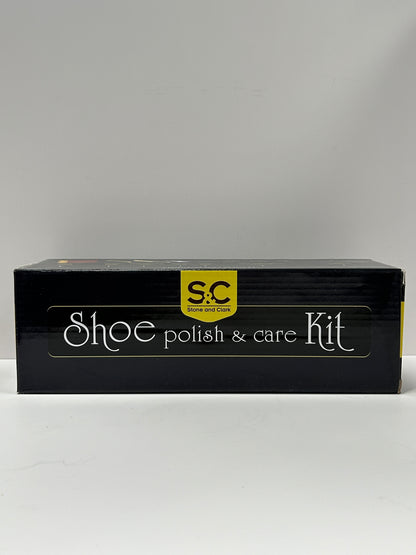 S&C
Stone and Clark
Shoe polish & care Kit